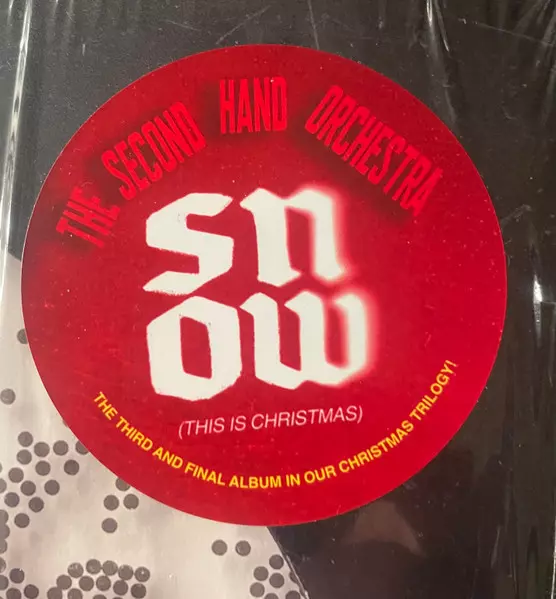 THE SECOND HAND ORCHESTRA
sn
ow
(THIS IS CHRISTMAS)
THE THIRD AND FINAL ALBUM IN OUR CHRISTMAS TRILOGY!